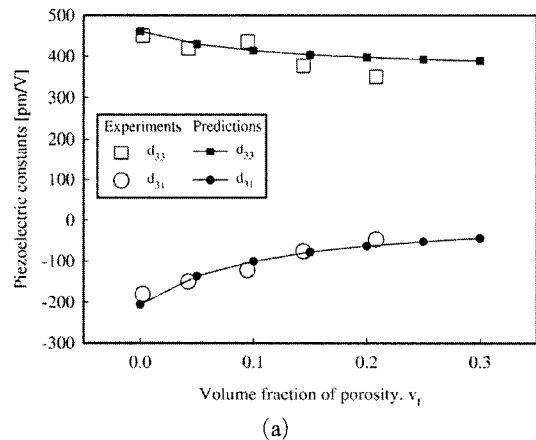 500
400
300
200
100
0
-100
-200
-300
Piezoelectric constants [pm/V]
Experiments Predictions
d33 d33
d31 d31
0.0 0.1 0.2 0.3
Volume fraction of porosity. vf
(a)